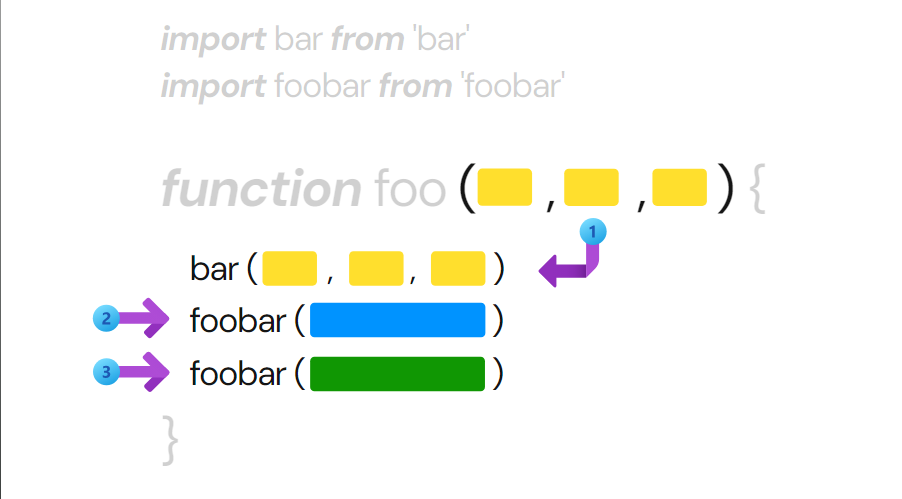 import bar from 'bar'
import foobar from 'foobar'
function foo ( , , ) {
1
bar ( , , )
2 foobar ( )
3 foobar ( )
}